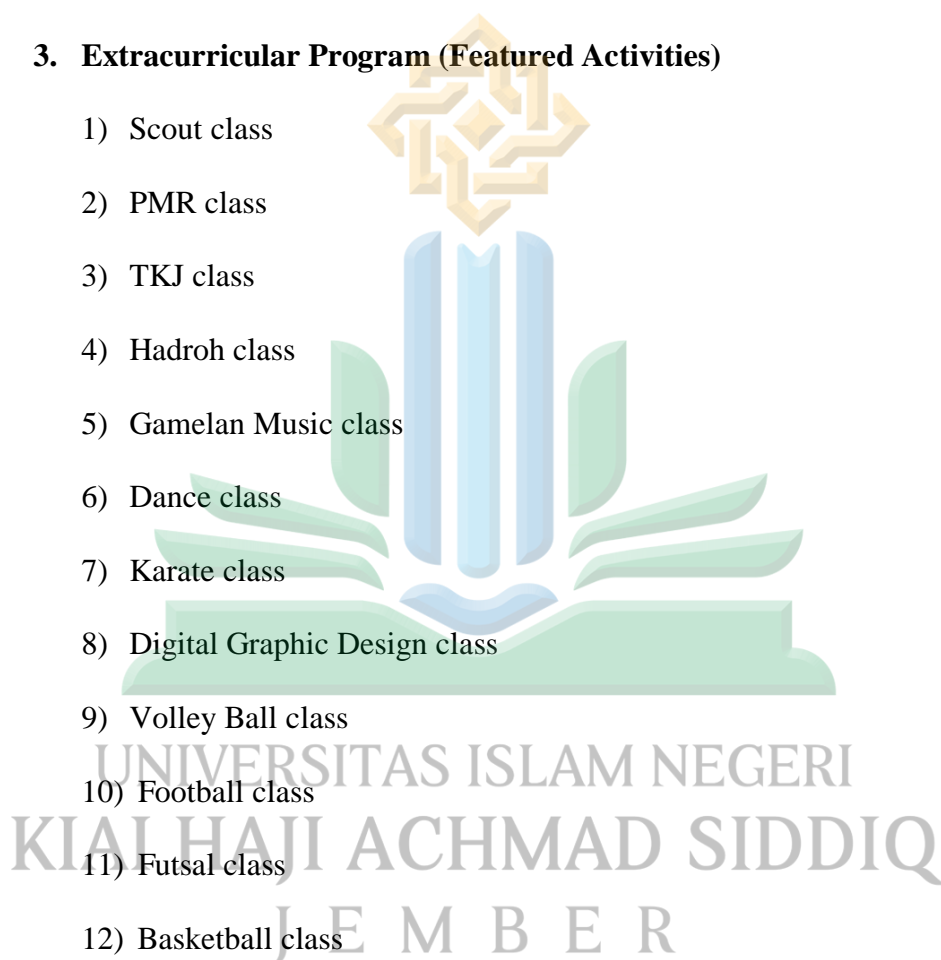 3. Extracurricular Program (Featured Activities)
1) Scout class
2) PMR class
3) TKJ class
4) Hadroh class
5) Gamelan Music class
6) Dance class
7) Karate class
8) Digital Graphic Design class
9) Volley Ball class
UNIVERSITAS ISLAM NEGERI
10) Football class
KIAI HAJI ACHMAD SIDDIQ
11) Futsal class
JEMBER
12) Basketball class